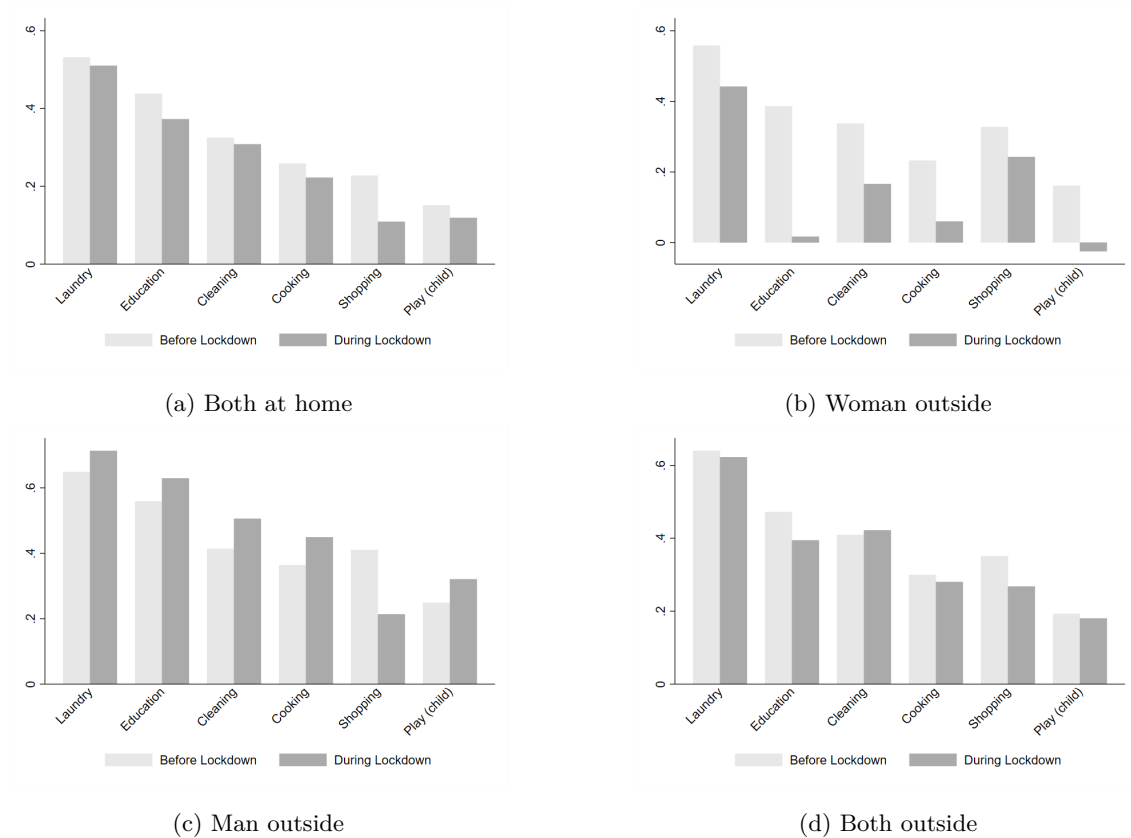 .6
.4
.2
0
Laundry
Education
Cleaning
Cooking
Shopping
Play (child)
Before Lockdown During Lockdown
(a) Both at home
.6
.4
.2
0
Laundry
Education
Cleaning
Cooking
Shopping
Play (child)
Before Lockdown During Lockdown
(b) Woman outside
.6
.4
.2
0
Laundry
Education
Cleaning
Cooking
Shopping
Play (child)
Before Lockdown During Lockdown
(c) Man outside
.6
.4
.2
0
Laundry
Education
Cleaning
Cooking
Shopping
Play (child)
Before Lockdown During Lockdown
(d) Both outside